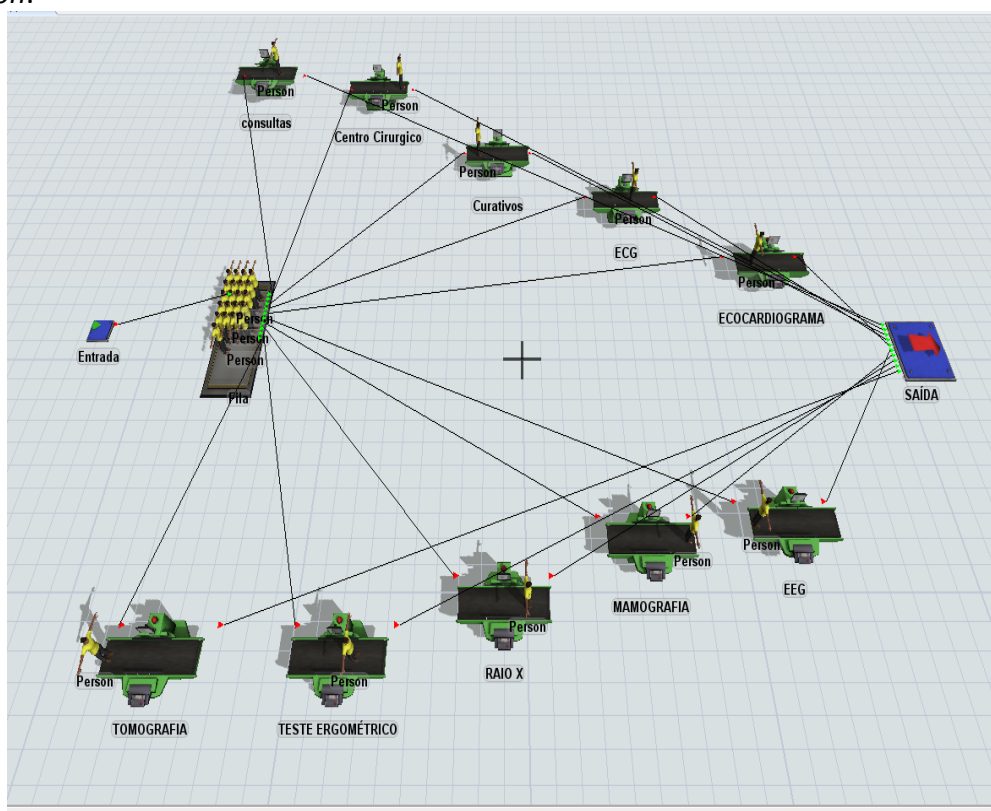 on.
Person
consultas
Person
Centro Cirurgico
Person
Curativos
Person
ECG
Person
ECOCARDIOGRAMA
Entrada
Person
Person
Person
Fila
SAÍDA
Person
TOMOGRAFIA
Person
TESTE ERGOMÉTRICO
Person
RAIO X
Person
MAMOGRAFIA
Person
EEG